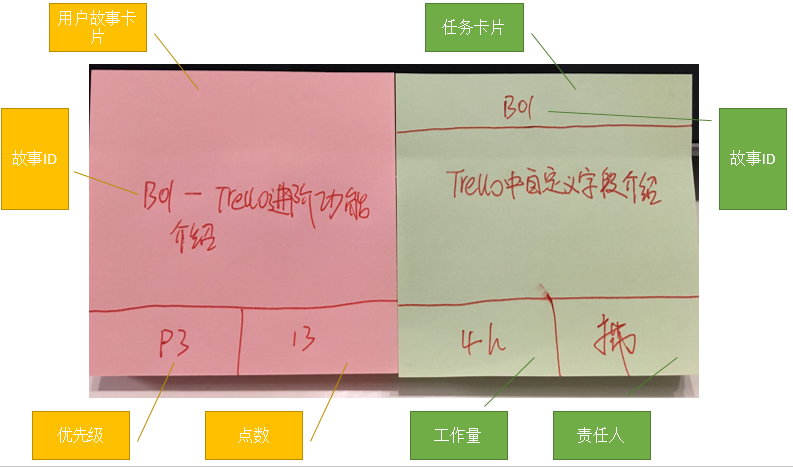 用户故事卡
片
任务卡片
故事ID
B01
故事ID
B01 — Trello进阶功能
介绍
Trello中自定义字段介绍
P3
13
4h
优先级
点数
工作量
责任人